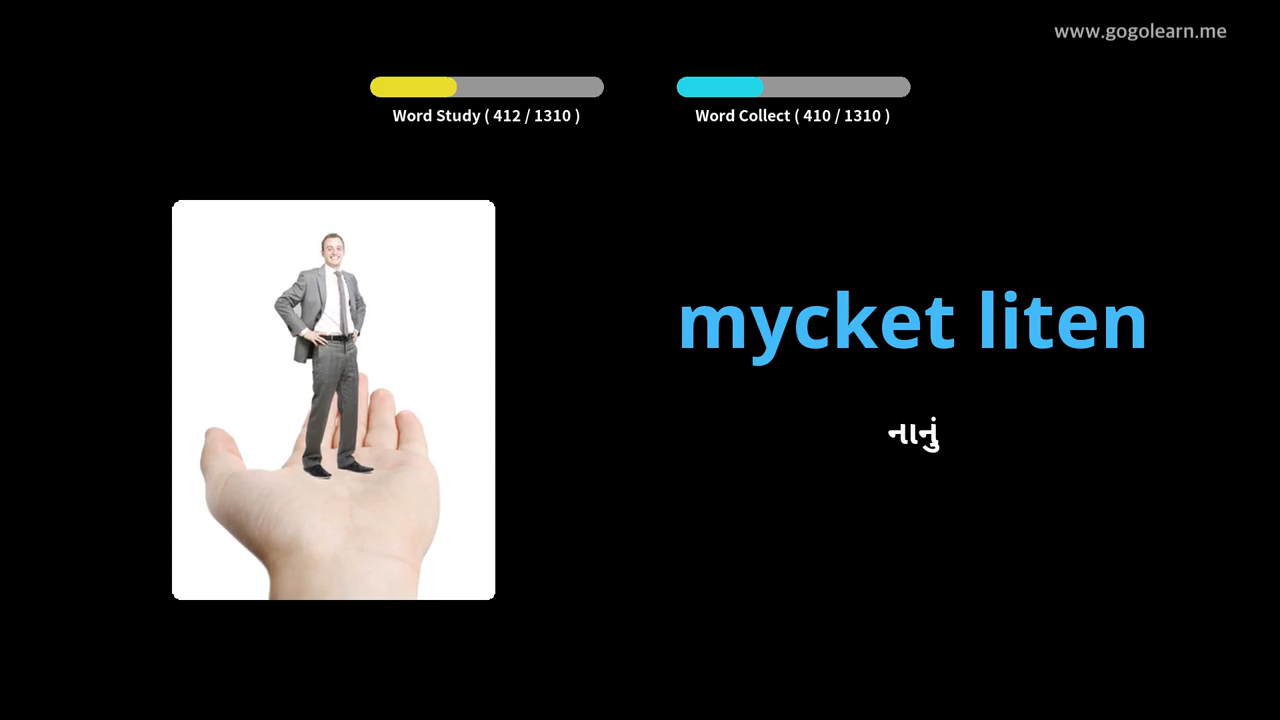 www.gogolearn.me
Word Study ( 412 / 1310 )
Word Collect ( 410 / 1310 )
mycket liten
નાનું